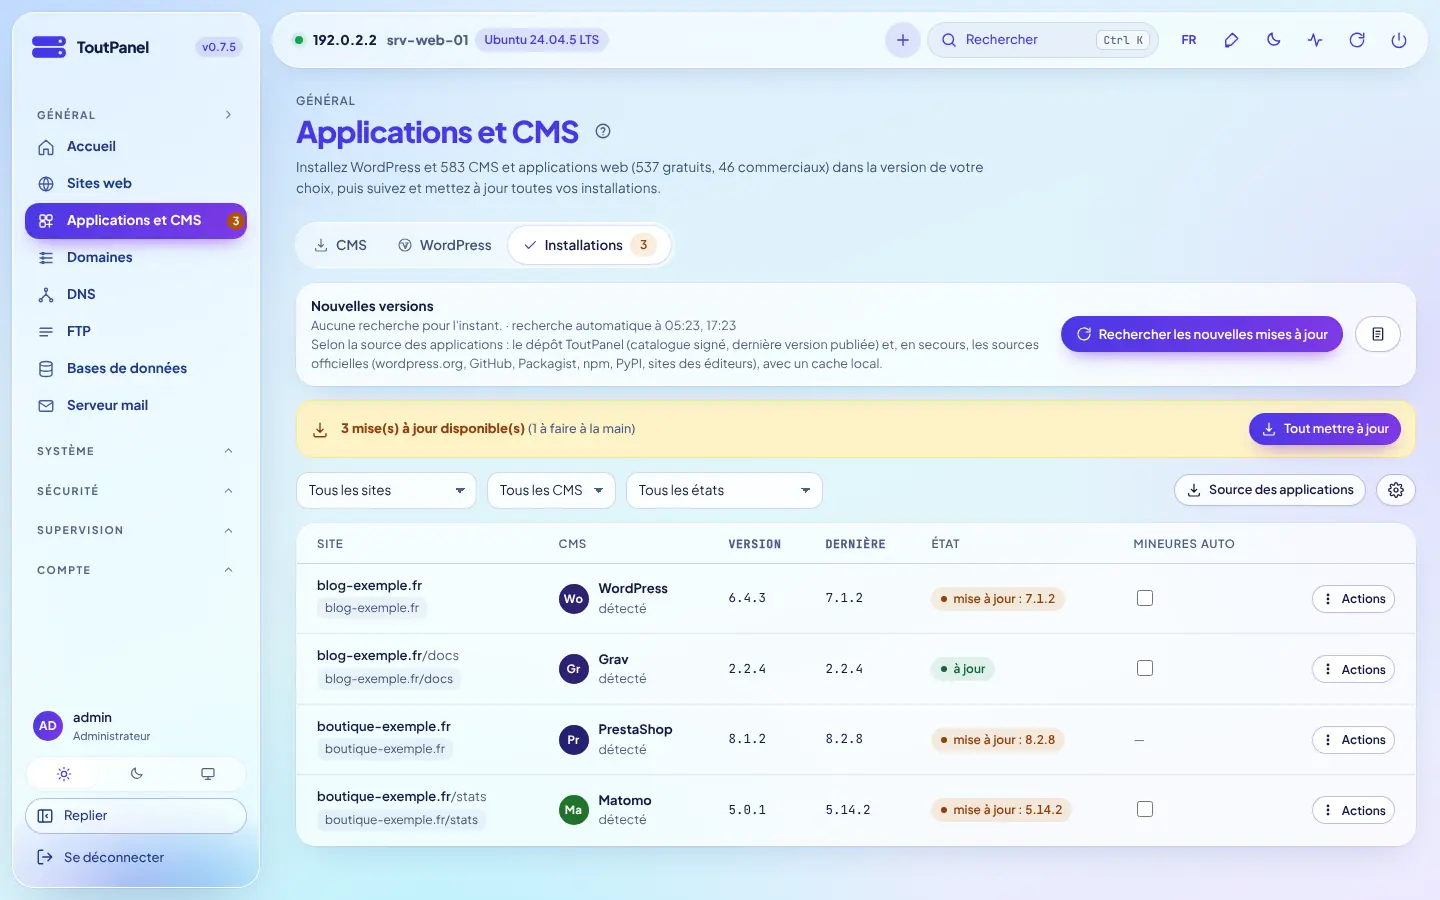 ToutPanel
v0.7.5
GÉNÉRAL
Accueil
Sites web
Applications et CMS
3
Domaines
DNS
FTP
Bases de données
Serveur mail
SYSTÈME
SÉCURITÉ
SUPERVISION
COMPTE
AD
admin
Administrateur
Replier
Se déconnecter
192.0.2.2 srv-web-01 Ubuntu 24.04.5 LTS
Rechercher Ctrl K
FR
GÉNÉRAL
Applications et CMS
Installez WordPress et 583 CMS et applications web (537 gratuits, 46 commerciaux) dans la version de votre
choix, puis suivez et mettez à jour toutes vos installations.
CMS WordPress Installations 3
Nouvelles versions
Aucune recherche pour l'instant. · recherche automatique à 05:23, 17:23
Selon la source des applications : le dépôt ToutPanel (catalogue signé, dernière version publiée) et, en secours, les sources
officielles (wordpress.org, GitHub, Packagist, npm, PyPI, sites des éditeurs), avec un cache local.
Rechercher les nouvelles mises à jour
3 mise(s) à jour disponible(s) (1 à faire à la main)
Tout mettre à jour
Tous les sites Tous les CMS Tous les états
Source des applications
SITE CMS VERSION DERNIÈRE ÉTAT MINEURES AUTO
blog-exemple.fr
blog-exemple.fr
Wo WordPress
détecté
6.4.3 7.1.2 mise à jour : 7.1.2 Actions
blog-exemple.fr/docs
blog-exemple.fr/docs
Gr Grav
détecté
2.2.4 2.2.4 à jour Actions
boutique-exemple.fr
boutique-exemple.fr
Pr PrestaShop
détecté
8.1.2 8.2.8 mise à jour : 8.2.8 — Actions
boutique-exemple.fr/stats
boutique-exemple.fr/stats
Ma Matomo
détecté
5.0.1 5.14.2 mise à jour : 5.14.2 Actions